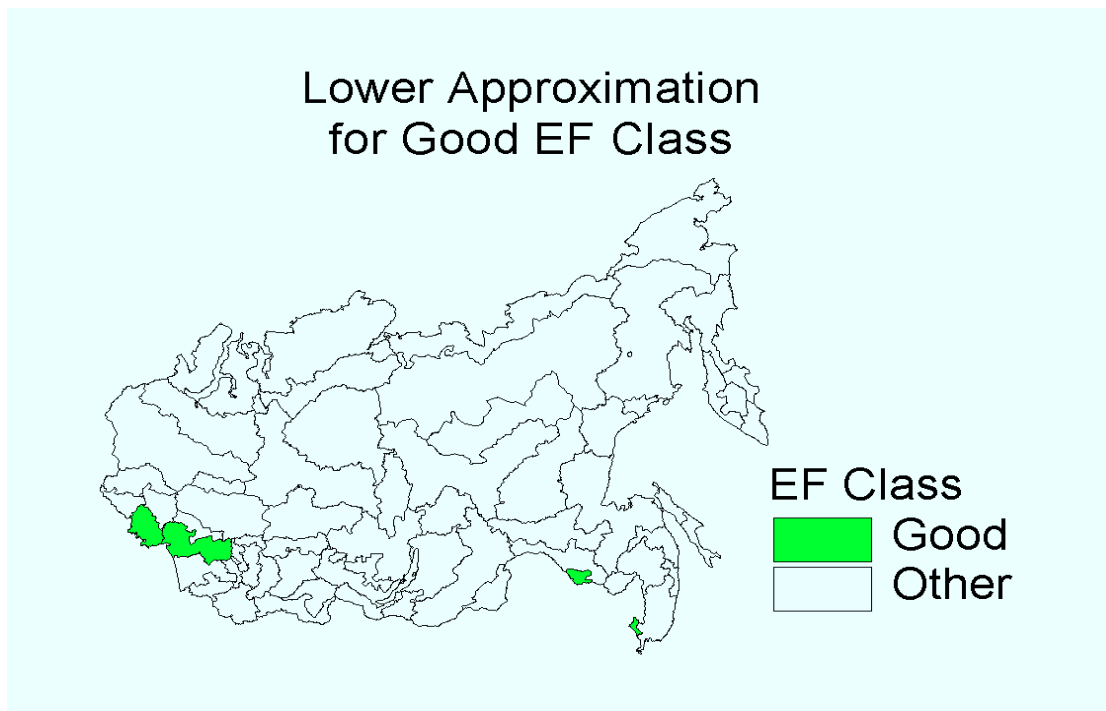 Lower Approximation
for Good EF Class
EF Class
Good
Other